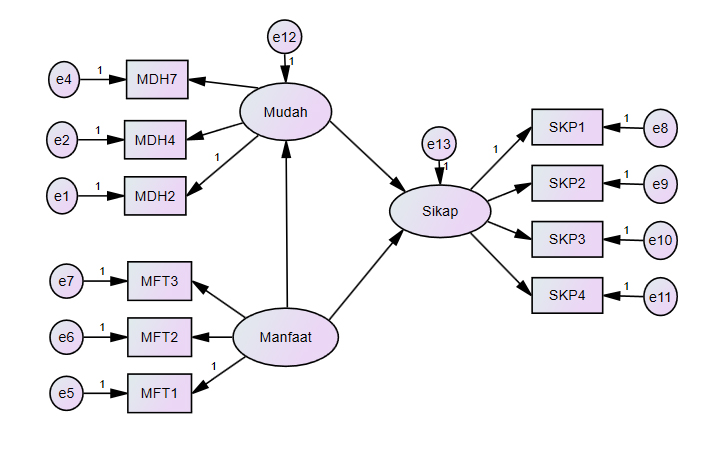 e12
1
e4
1
MDH7
Mudah
e2
1
MDH4
1
e1
1
MDH2
e13
1
Sikap
1
SKP1
1
e8
SKP2
1
e9
SKP3
1
e10
SKP4
1
e11
e7
1
MFT3
e6
1
MFT2
Manfaat
1
e5
1
MFT1